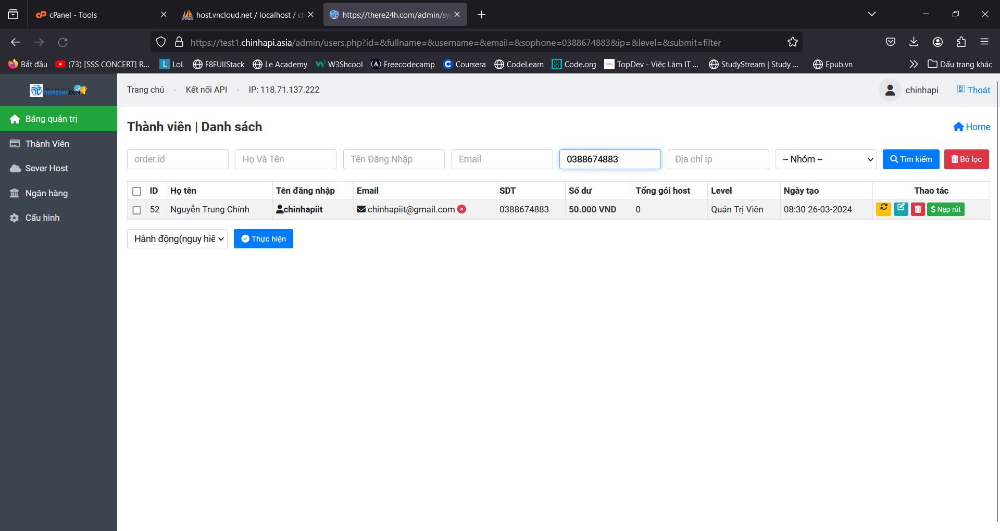 cPanel - Tools
host.vncloud.net / localhost / ch
https://there24h.com/admin/sys
https://test1.chinhapi.asia/admin/users.php?id=&fullname=&username=&email=&sophone=0388674883&ip=&level=&submit=filter
Bắt đầu
(73) [SSS CONCERT] R...
LoL
F8FUllStack
Le Academy
W3Shcool
Freecodecamp
Coursera
CodeLearn
Code.org
TopDev - Việc Làm IT ...
StudyStream | Study ...
Epub.vn
Dấu trang khác
THERE24H.COM
Trang chủ • Kết nối API • IP: 118.71.137.222
chinhapi
Thoát
Bảng quản trị
Thành Viên
Sever Host
Ngân hàng
Cấu hình
Thành viên | Danh sách
Home
order.id
Họ Và Tên
Tên Đăng Nhập
Email
0388674883
Địa chỉ ip
-- Nhóm --
Tìm kiếm
Bỏ lọc
ID Họ tên Tên đăng nhập Email SDT Số dư Tổng gói host Level Ngày tạo Thao tác
52 Nguyễn Trung Chính chinhapiit chinhapiit@gmail.com 0388674883 50.000 VND 0 Quản Trị Viên 08:30 26-03-2024 $ Nạp rút
Hành động(nguy hiể
Thực hiện